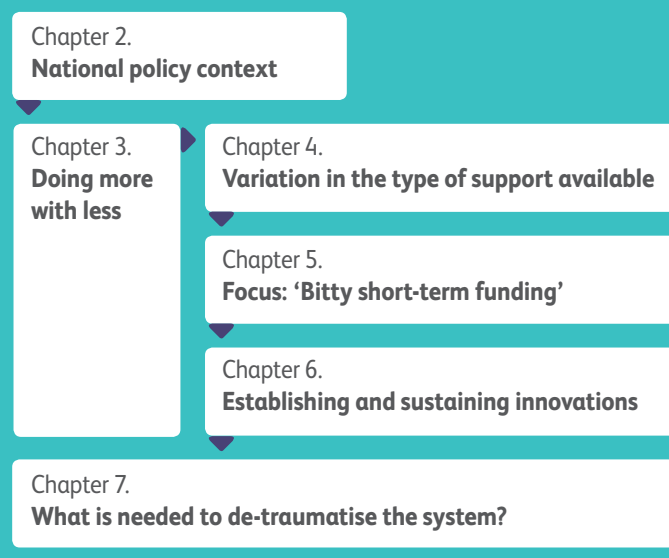 Chapter 2.
National policy context
Chapter 3.
Doing more
with less
Chapter 4.
Variation in the type of support available
Chapter 5.
Focus: ‘Bitty short-term funding’
Chapter 6.
Establishing and sustaining innovations
Chapter 7.
What is needed to de-traumatise the system?